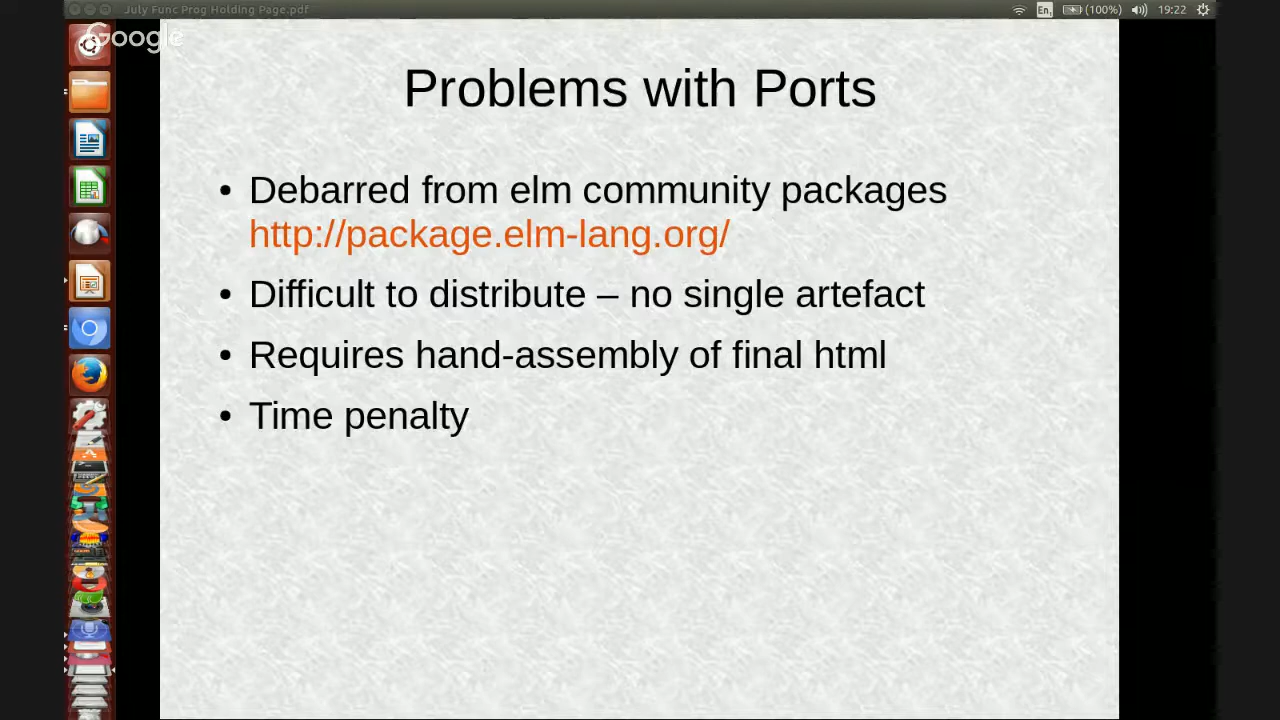 July Func Prog Holding Page.pdf
En
(100%)
19:22
Google
Problems with Ports
• Debarred from elm community packages
http://package.elm-lang.org/
• Difficult to distribute – no single artefact
• Requires hand-assembly of final html
• Time penalty